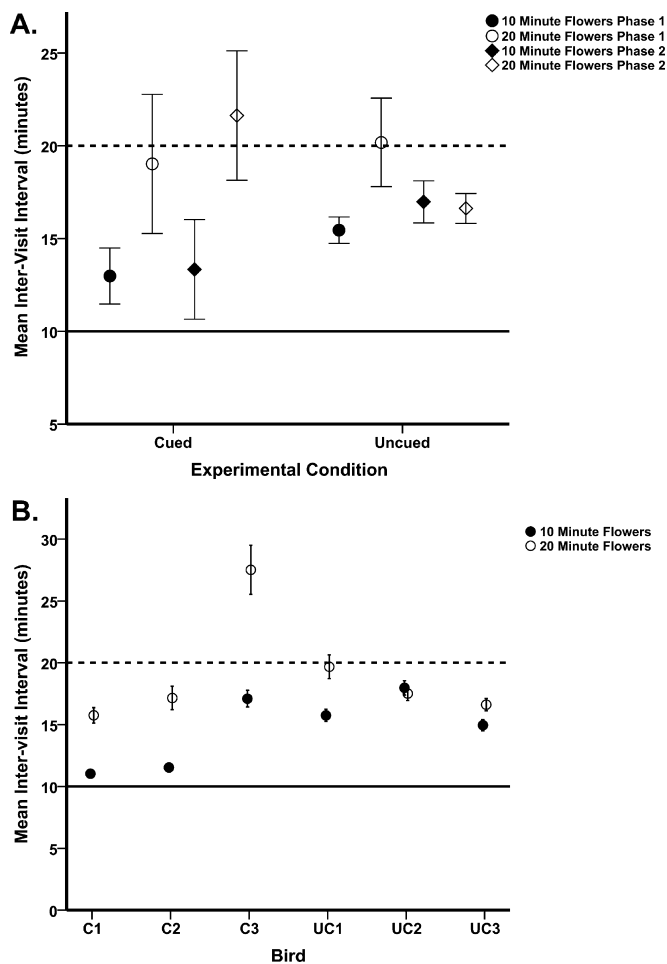 A.
10 Minute Flowers Phase 1
20 Minute Flowers Phase 1
10 Minute Flowers Phase 2
20 Minute Flowers Phase 2
Mean Inter-Visit Interval (minutes)
25
20
15
10
5
Cued Uncued
Experimental Condition
B.
10 Minute Flowers
20 Minute Flowers
Mean Inter-visit Interval (minutes)
30
25
20
15
10
5
0
C1 C2 C3 UC1 UC2 UC3
Bird